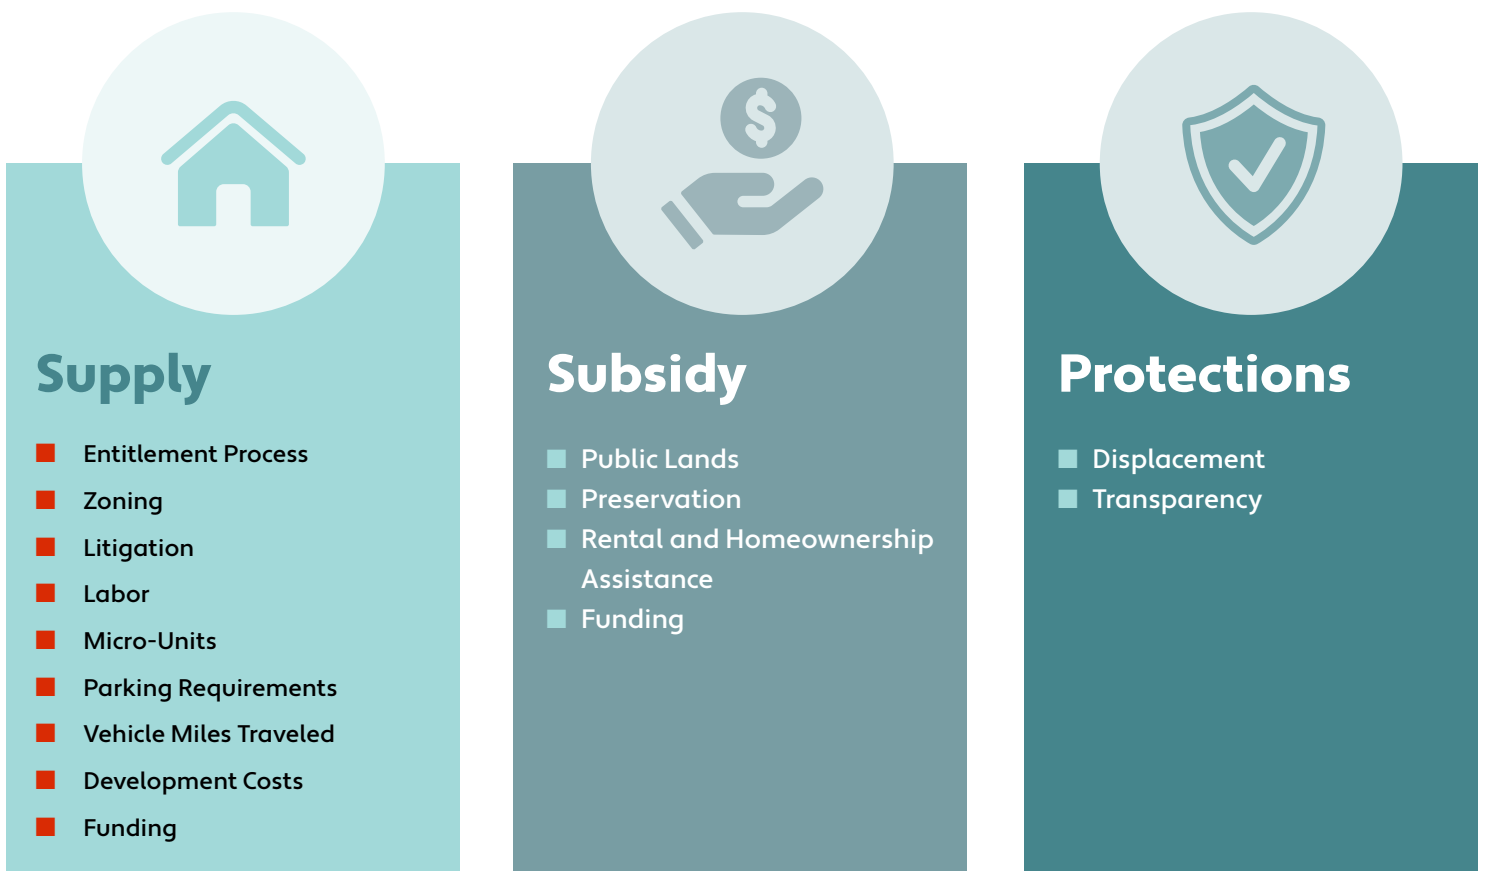 Supply
Entitlement Process
Zoning
Litigation
Labor
Micro-Units
Parking Requirements
Vehicle Miles Traveled
Development Costs
Funding
Subsidy
Public Lands
Preservation
Rental and Homeownership
Assistance
Funding
Protections
Displacement
Transparency